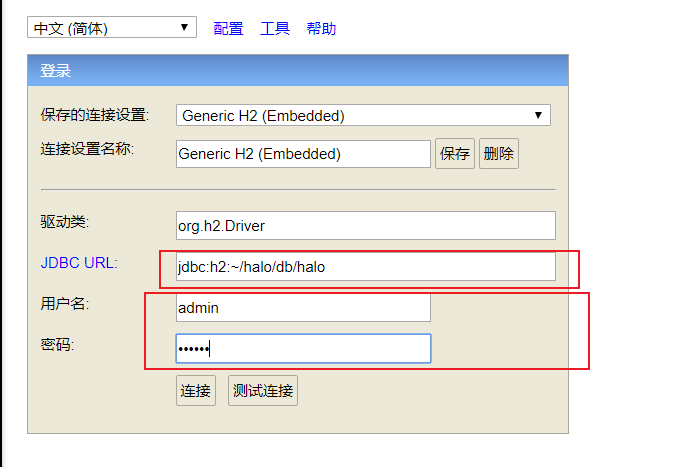 中文 (简体) 配置 工具 帮助
登录
保存的连接设置: Generic H2 (Embedded)
连接设置名称: Generic H2 (Embedded) 保存 删除
驱动类: org.h2.Driver
JDBC URL: jdbc:h2:~/halo/db/halo
用户名: admin
密码: ••••••
连接 测试连接